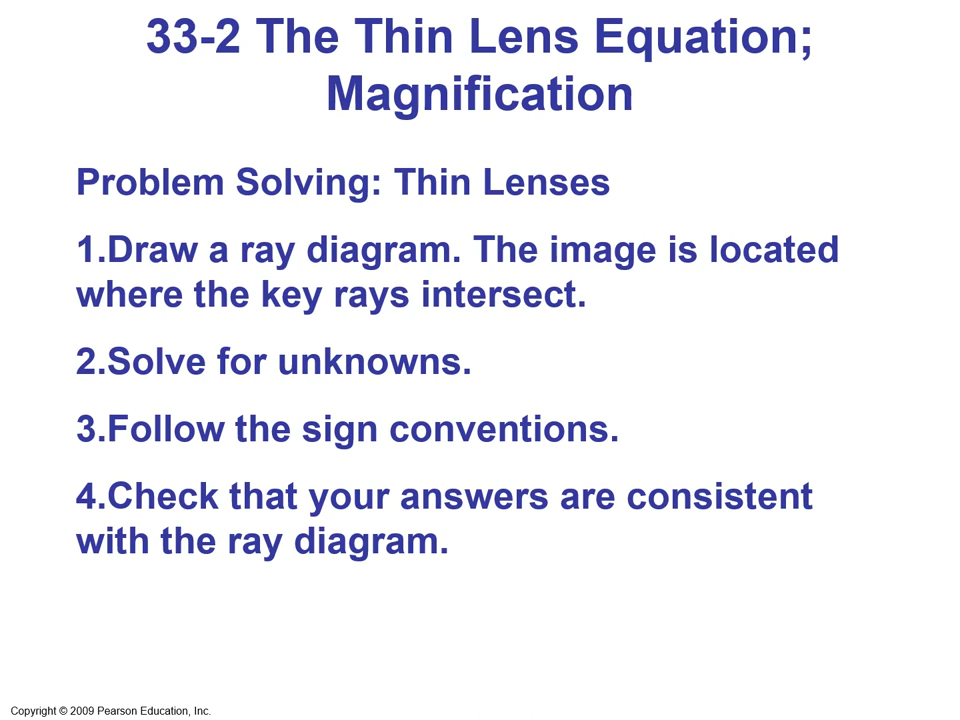 33-2 The Thin Lens Equation;
Magnification
Problem Solving: Thin Lenses
1.Draw a ray diagram. The image is located
where the key rays intersect.
2.Solve for unknowns.
3.Follow the sign conventions.
4.Check that your answers are consistent
with the ray diagram.
Copyright © 2009 Pearson Education, Inc.